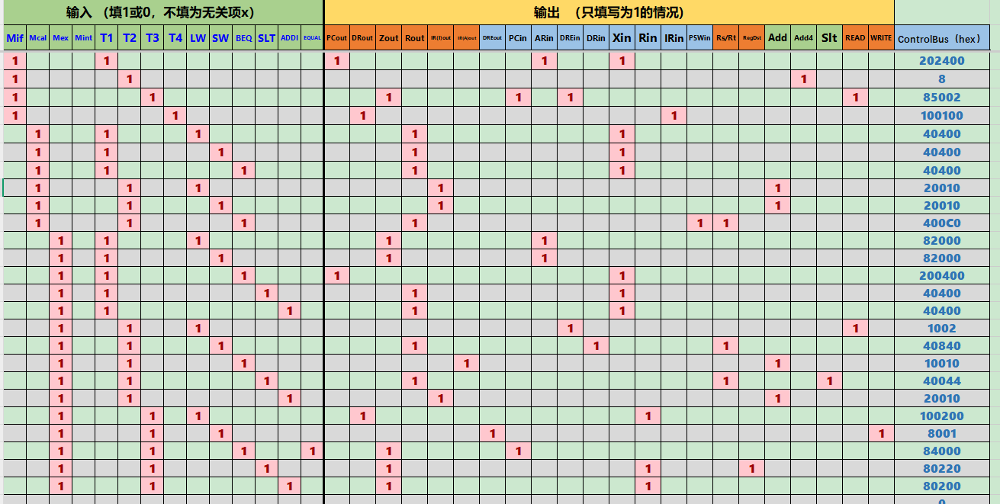 输入 （填1或0，不填为无关项x） 输出 （只填写为1的情况）
Mif Mcal Mex Mint T1 T2 T3 T4 LW SW BEQ SLT ADDI EQUAL PCout DRout Zout Rout IR(I)out IR(A)out DREout PCin ARin DREin DRin Xin Rin IRin PSWin Rs/Rt RegDst Add Add4 Slt READ WRITE ControlBus（hex）
1 1 1 1 1 202400
1 1 1 8
1 1 1 1 1 1 85002
1 1 1 1 100100
1 1 1 1 1 40400
1 1 1 1 1 40400
1 1 1 1 1 40400
1 1 1 1 1 20010
1 1 1 1 1 20010
1 1 1 1 1 1 400C0
1 1 1 1 1 82000
1 1 1 1 1 82000
1 1 1 1 1 200400
1 1 1 1 1 40400
1 1 1 1 1 40400
1 1 1 1 1 1002
1 1 1 1 1 1 40840
1 1 1 1 1 10010
1 1 1 1 1 1 40044
1 1 1 1 1 20010
1 1 1 1 1 100200
1 1 1 1 1 8001
1 1 1 1 1 1 84000
1 1 1 1 1 1 80220
1 1 1 1 1 80200